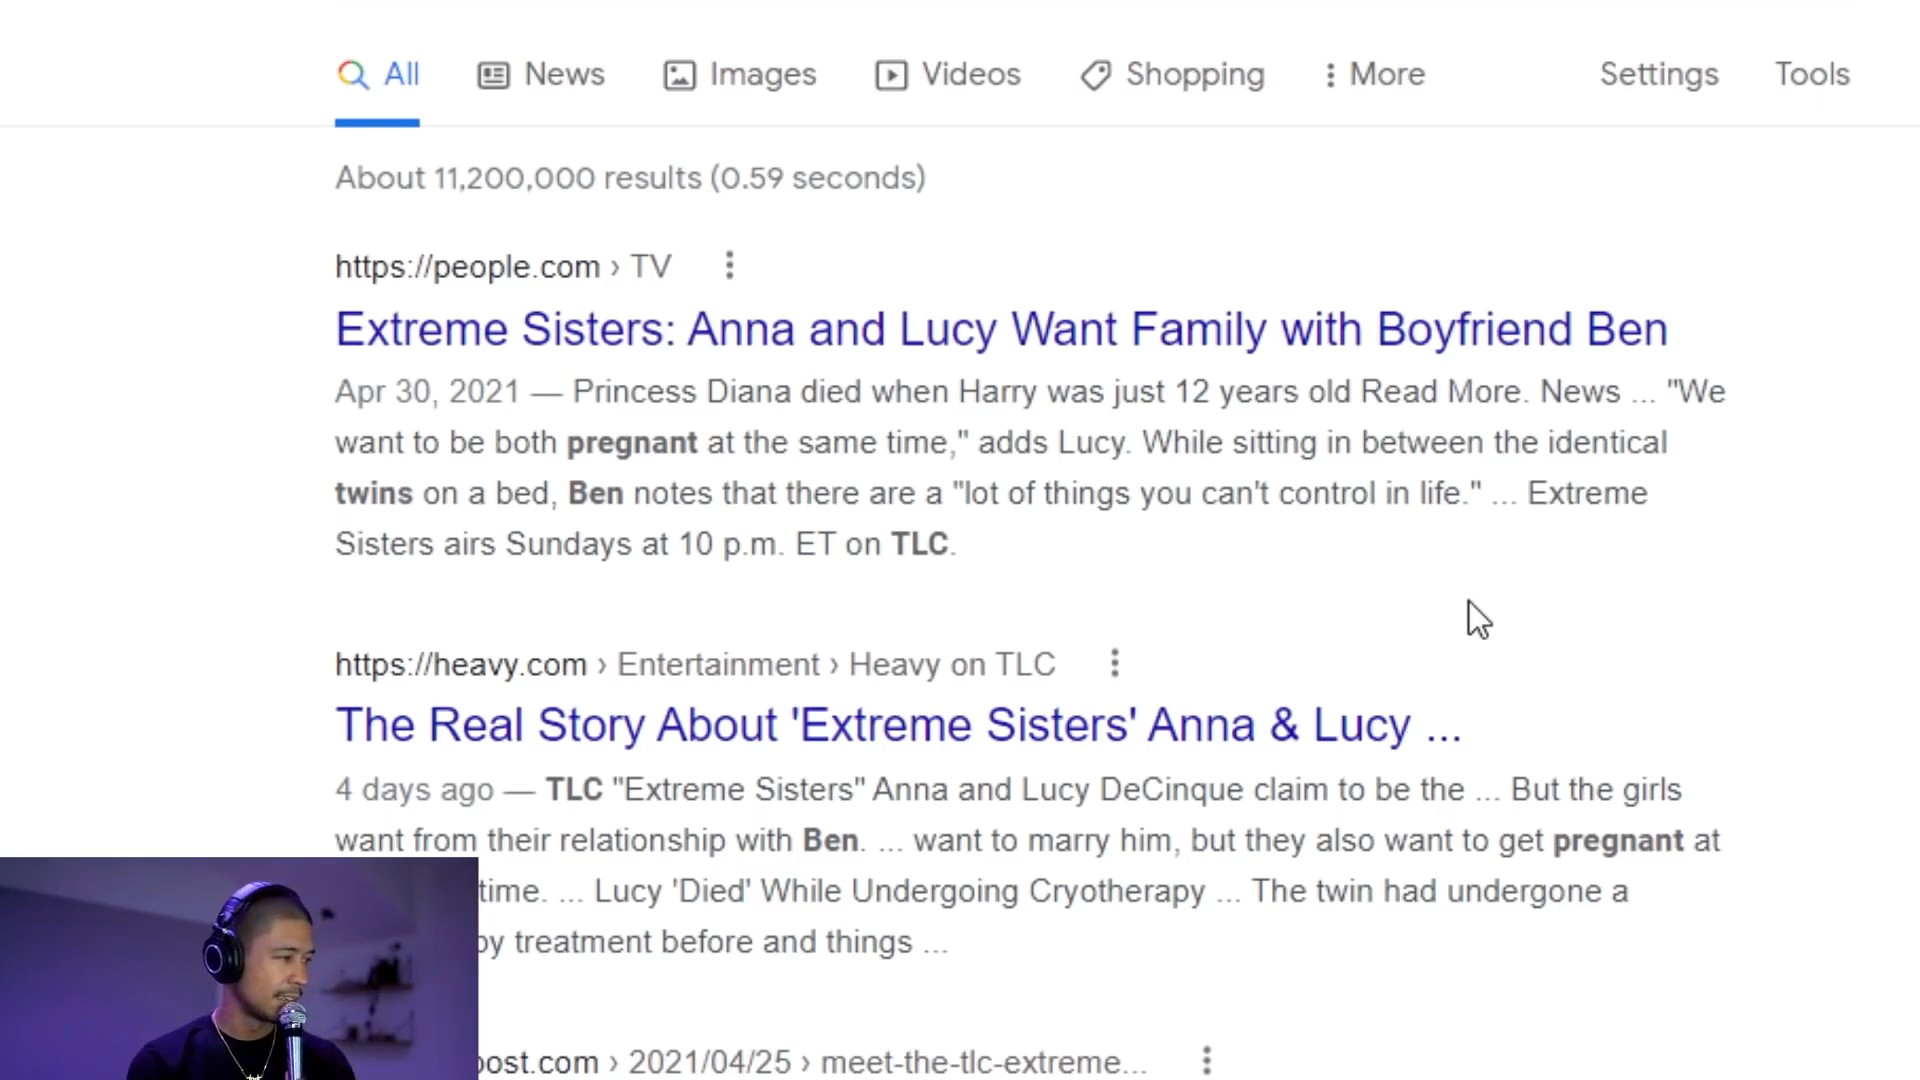 All News Images Videos Shopping More Settings Tools
About 11,200,000 results (0.59 seconds)
https://people.com › TV
Extreme Sisters: Anna and Lucy Want Family with Boyfriend Ben
Apr 30, 2021 — Princess Diana died when Harry was just 12 years old Read More. News ... "We
want to be both pregnant at the same time," adds Lucy. While sitting in between the identical
twins on a bed, Ben notes that there are a "lot of things you can't control in life." ... Extreme
Sisters airs Sundays at 10 p.m. ET on TLC.
https://heavy.com › Entertainment › Heavy on TLC
The Real Story About 'Extreme Sisters' Anna & Lucy ...
4 days ago — TLC "Extreme Sisters" Anna and Lucy DeCinque claim to be the ... But the girls
want from their relationship with Ben. ... want to marry him, but they also want to get pregnant at
time. ... Lucy 'Died' While Undergoing Cryotherapy ... The twin had undergone a
treatment before and things ...
ost.com › 2021/04/25 › meet-the-tlc-extreme...